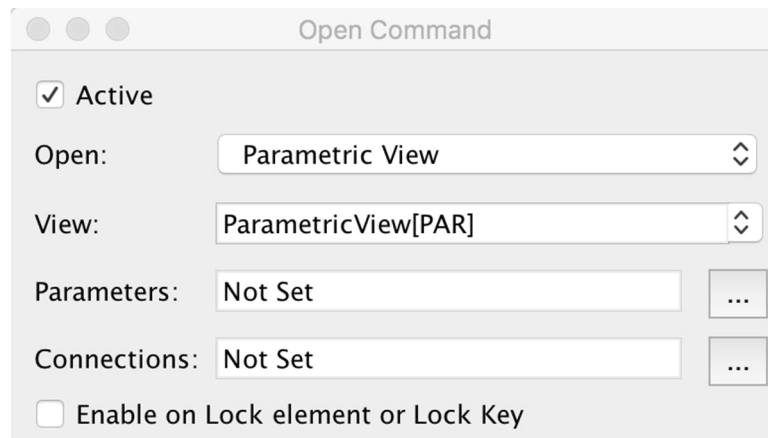 Open Command
Active
Open: Parametric View
View: ParametricView[PAR]
Parameters: Not Set ...
Connections: Not Set ...
Enable on Lock element or Lock Key